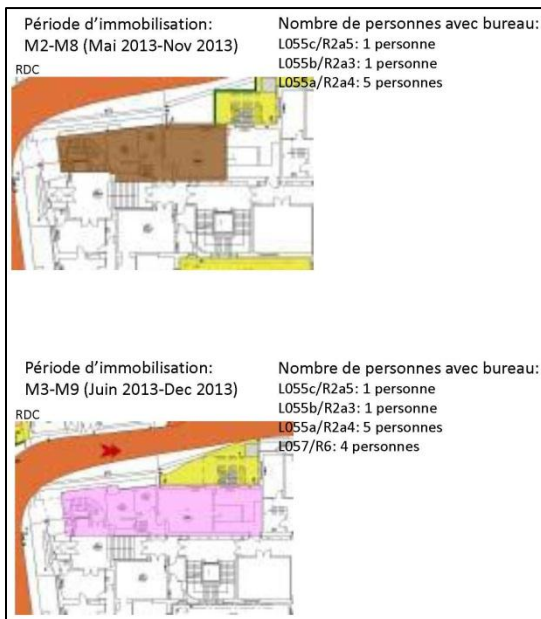 Période d'immobilisation:
M2-M8 (Mai 2013-Nov 2013)
RDC
Nombre de personnes avec bureau:
L055c/R2a5: 1 personne
L055b/R2a3: 1 personne
L055a/R2a4: 5 personnes
Période d'immobilisation:
M3-M9 (Juin 2013-Dec 2013)
RDC
Nombre de personnes avec bureau:
L055c/R2a5: 1 personne
L055b/R2a3: 1 personne
L055a/R2a4: 5 personnes
L057/R6: 4 personnes